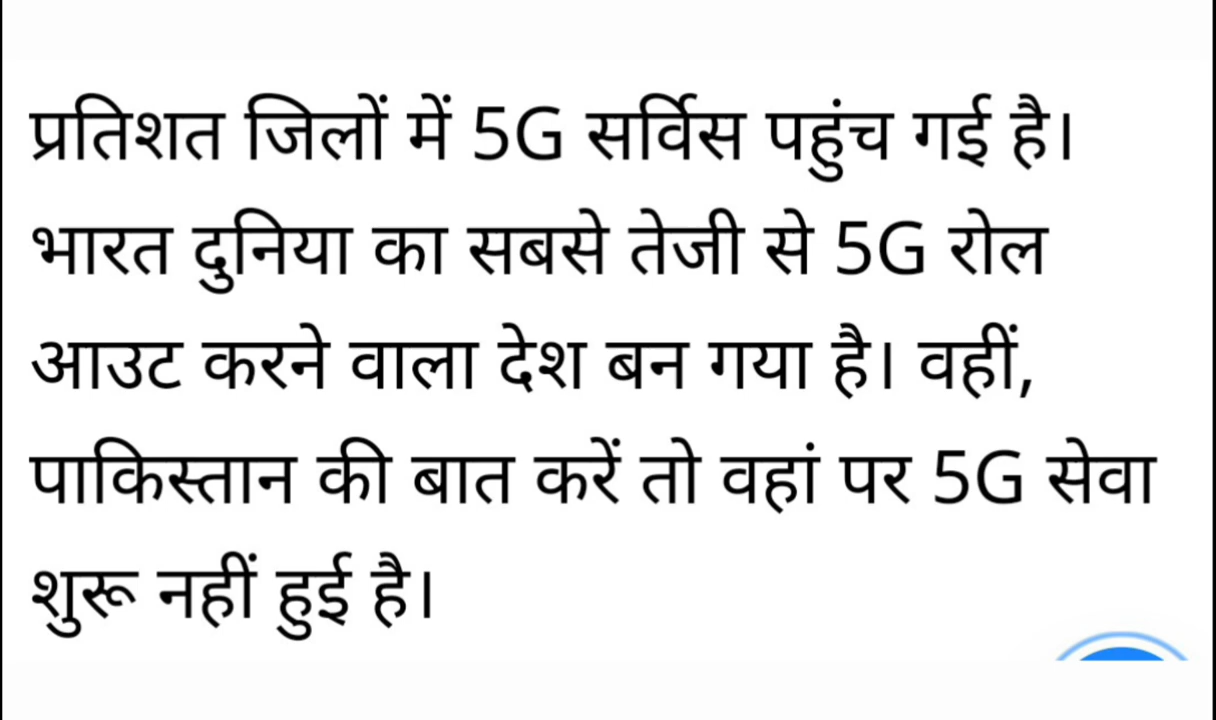 प्रतिशत जिलों में 5G सर्विस पहुंच गई है।
भारत दुनिया का सबसे तेजी से 5G रोल
आउट करने वाला देश बन गया है। वहीं,
पाकिस्तान की बात करें तो वहां पर 5G सेवा
शुरू नहीं हुई है।